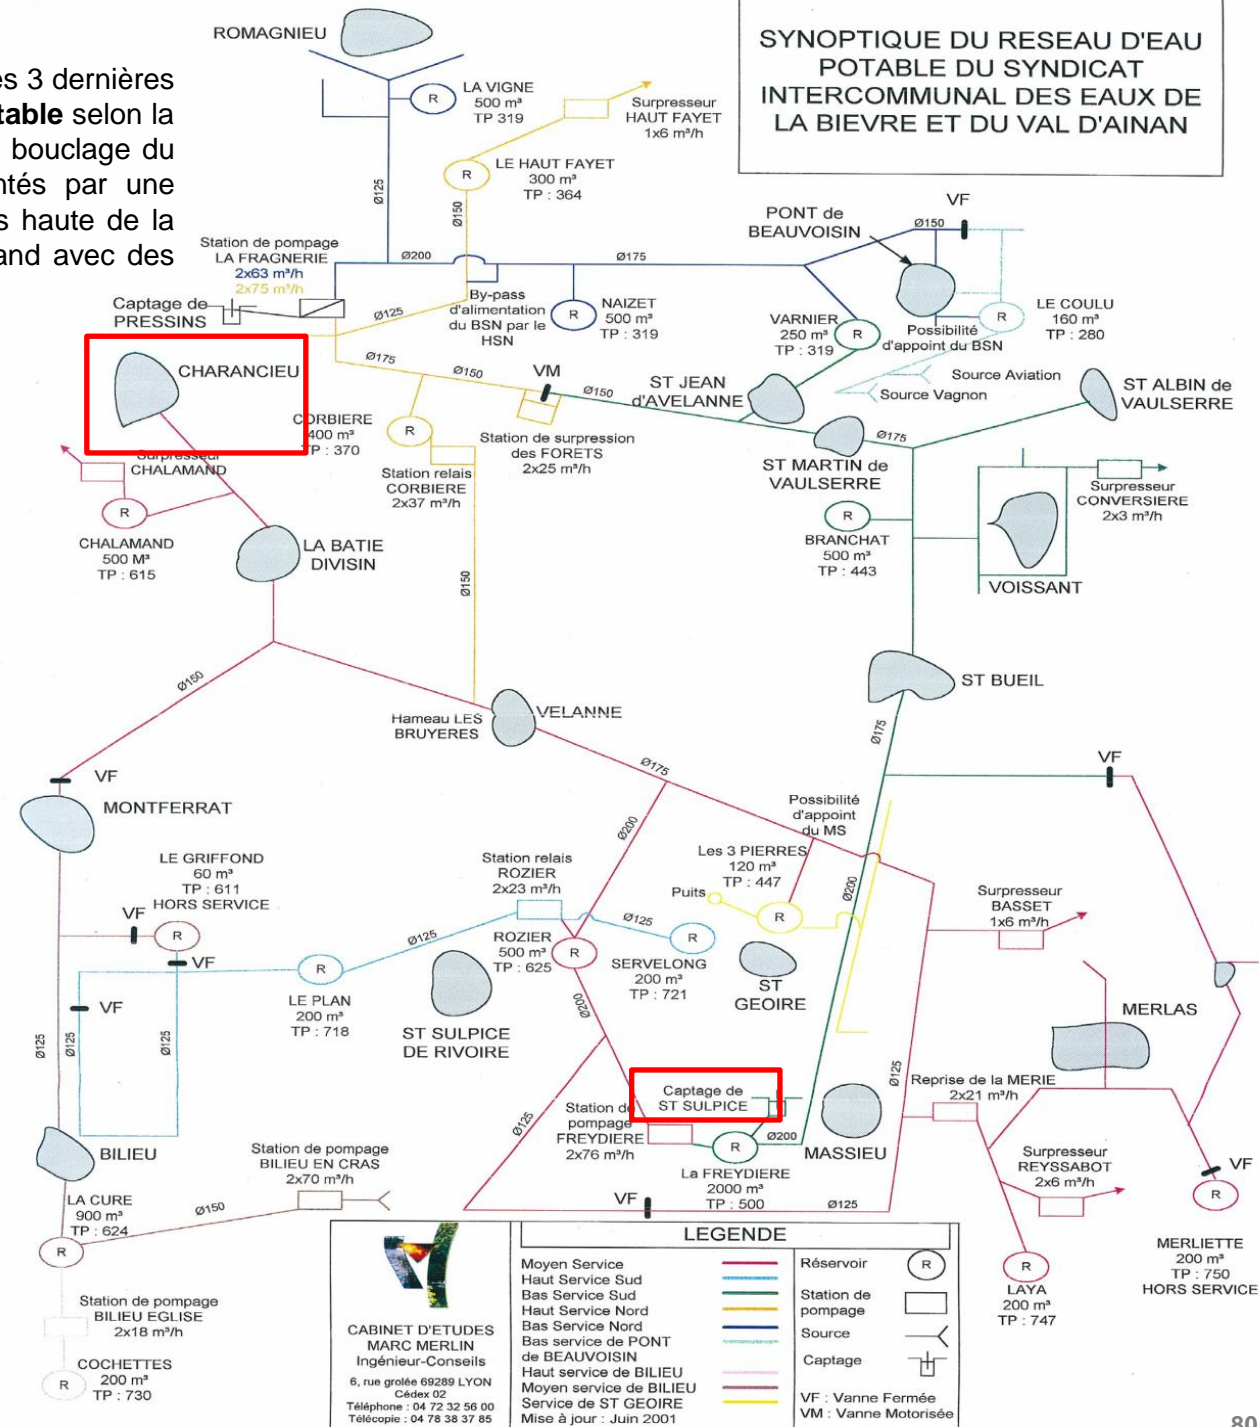 SYNOPTIQUE DU RESEAU D'EAU
POTABLE DU SYNDICAT
INTERCOMMUNAL DES EAUX DE
LA BIEVRE ET DU VAL D'AINAN
es 3 dernières
table selon la
bouclage du
ntés par une
s haute de la
and avec des
ROMAGNIEU
R
LA VIGNE
500 m³
TP 319
Surpresseur
HAUT FAYET
1x6 m³/h
R
LE HAUT FAYET
300 m³
TP : 364
Ø125
Ø150
Station de pompage
LA FRAGNERIE
2x63 m³/h
2x75 m³/h
Ø200
Ø175
PONT de
BEAUVOISIN
Ø150
VF
Captage de
PRESSINS
Ø125
By-pass
d'alimentation
du BSN par le
HSN
R
NAIZET
500 m³
TP : 319
VARNIER
250 m³
TP : 319
R
Possibilité
d'appoint du BSN
R
LE COULU
160 m³
TP : 280
Source Aviation
Source Vagnon
CHARANCIEU
Ø175
Ø150
VM
Ø150
ST JEAN
d'AVELANNE
ST ALBIN de
VAULSERRE
CORBIERE
400 m³
TP : 370
R
Station relais
CORBIERE
2x37 m³/h
Station de surpression
des FORETS
2x25 m³/h
ST MARTIN de
VAULSERRE
Ø175
Surpresseur
CHALAMAND
R
CHALAMAND
500 M³
TP : 615
LA BATIE
DIVISIN
R
BRANCHAT
500 m³
TP : 443
Surpresseur
CONVERSIERE
2x3 m³/h
VOISSANT
Ø150
Ø150
Hameau LES
BRUYERES
VELANNE
ST BUEIL
Ø175
VF
VF
MONTFERRAT
Ø175
Ø200
Possibilité
d'appoint
du MS
LE GRIFFOND
60 m³
TP : 611
HORS SERVICE
VF
R
VF
VF
Station relais
ROZIER
2x23 m³/h
Ø125
Ø125
Les 3 PIERRES
120 m³
TP : 447
Puits
R
Ø200
Surpresseur
BASSET
1x6 m³/h
R
LE PLAN
200 m³
TP : 718
ROZIER
500 m³
TP : 625
R
R
SERVELONG
200 m³
TP : 721
ST
GEOIRE
ST SULPICE
DE RIVOIRE
Ø200
MERLAS
Ø125
Ø125
Ø125
Ø125
Ø125
Captage de
ST SULPICE
Station de
pompage
FREYDIERE
2x76 m³/h
R
Ø200
La FREYDIERE
2000 m³
TP : 500
MASSIEU
Reprise de la MERIE
2x21 m³/h
Surpresseur
REYSSABOT
2x6 m³/h
VF
R
MERLIETTE
200 m³
TP : 750
HORS SERVICE
BILIEU
Station de pompage
BILIEU EN CRAS
2x70 m³/h
LA CURE
900 m³
TP : 624
R
Ø150
VF
Ø125
R
LAYA
200 m³
TP : 747
Station de pompage
BILIEU EGLISE
2x18 m³/h
COCHETTES
200 m³
TP : 730
R
CABINET D'ETUDES
MARC MERLIN
Ingénieur-Conseils
6, rue grolée 69289 LYON
Cédex 02
Téléphone : 04 72 32 56 00
Télécopie : 04 78 38 37 85
LEGENDE
Moyen Service
Haut Service Sud
Bas Service Sud
Haut Service Nord
Bas Service Nord
Bas service de PONT
de BEAUVOISIN
Haut service de BILIEU
Moyen service de BILIEU
Service de ST GEOIRE
Mise à jour : Juin 2001
Réservoir
R
Station de
pompage
Source
Captage
VF : Vanne Fermée
VM : Vanne Motorisée
80